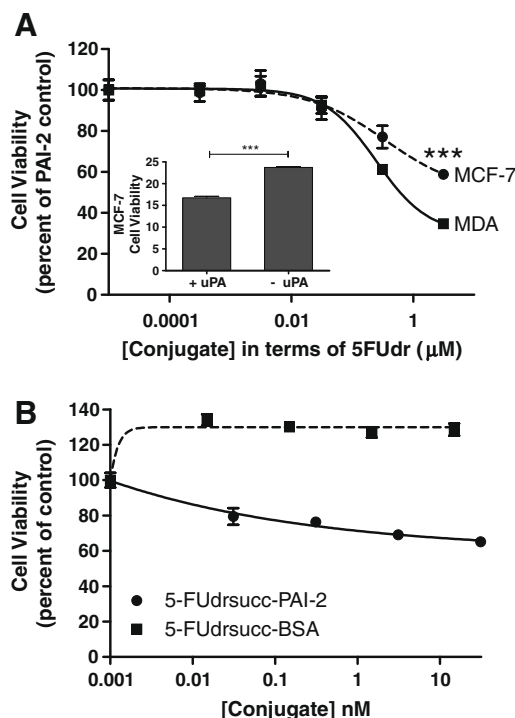 A
Cell Viability
(percent of PAI-2 control)
120
100
80
60
40
20
0
MCF-7
Cell Viability
25
20
15
10
5
0
***
+ uPA
- uPA
***
MCF-7
MDA
0.0001
0.01
1
[Conjugate] in terms of 5FUdr (μM)
B
Cell Viability
(percent of control)
140
120
100
80
60
40
20
0
5-FUdrsucc-PAI-2
5-FUdrsucc-BSA
0.001
0.01
0.1
1
10
[Conjugate] nM